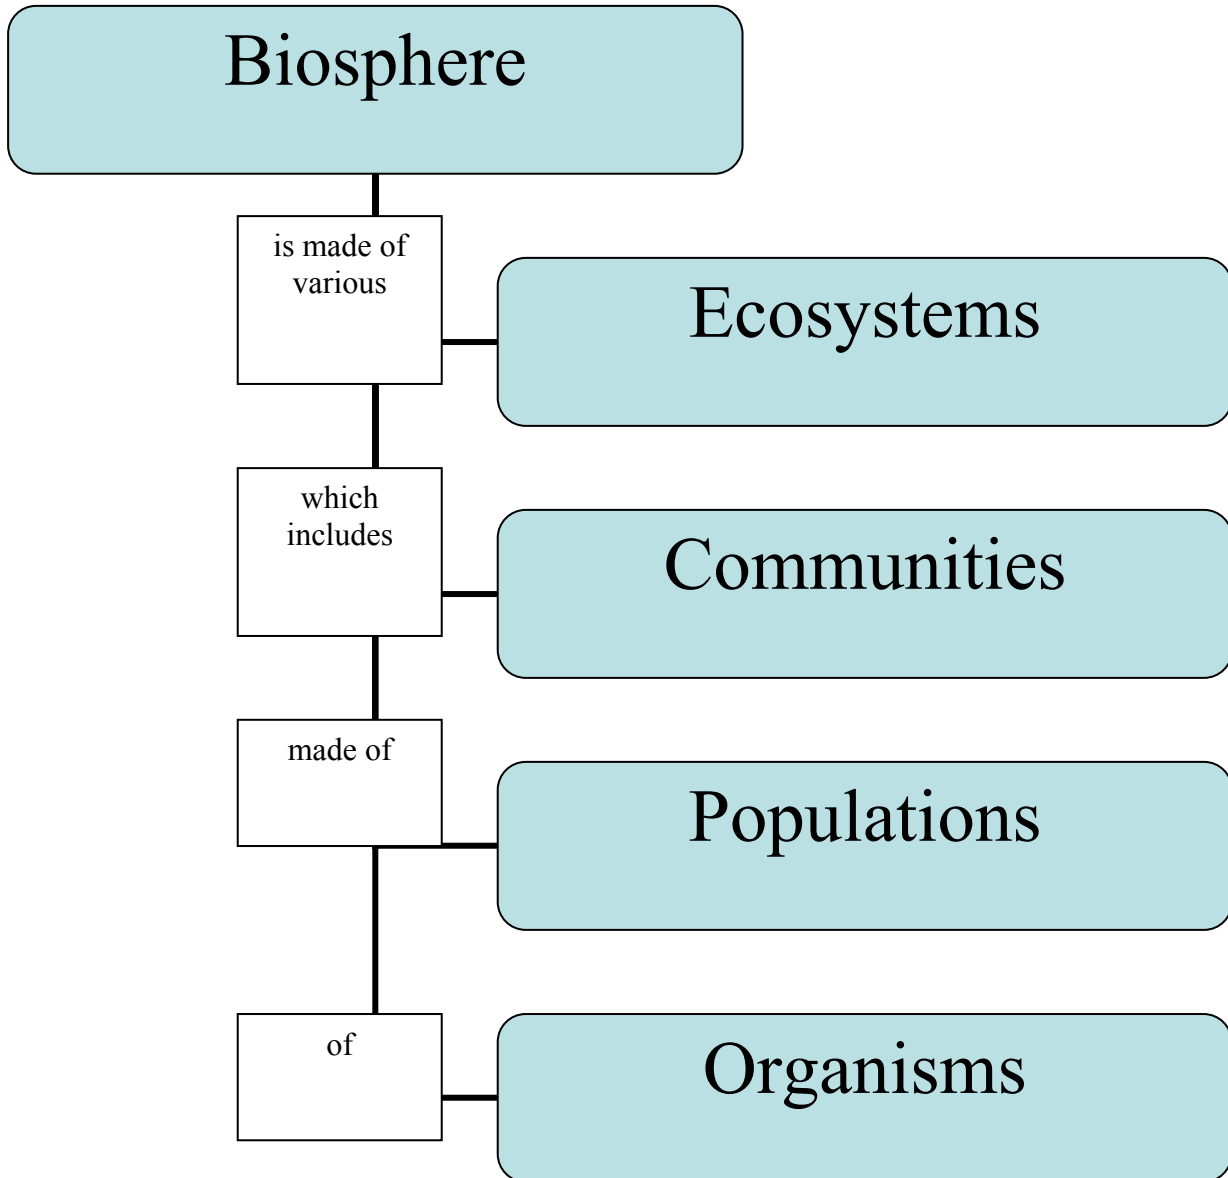 Biosphere
is made of
various
Ecosystems
which
includes
Communities
made of
Populations
of
Organisms